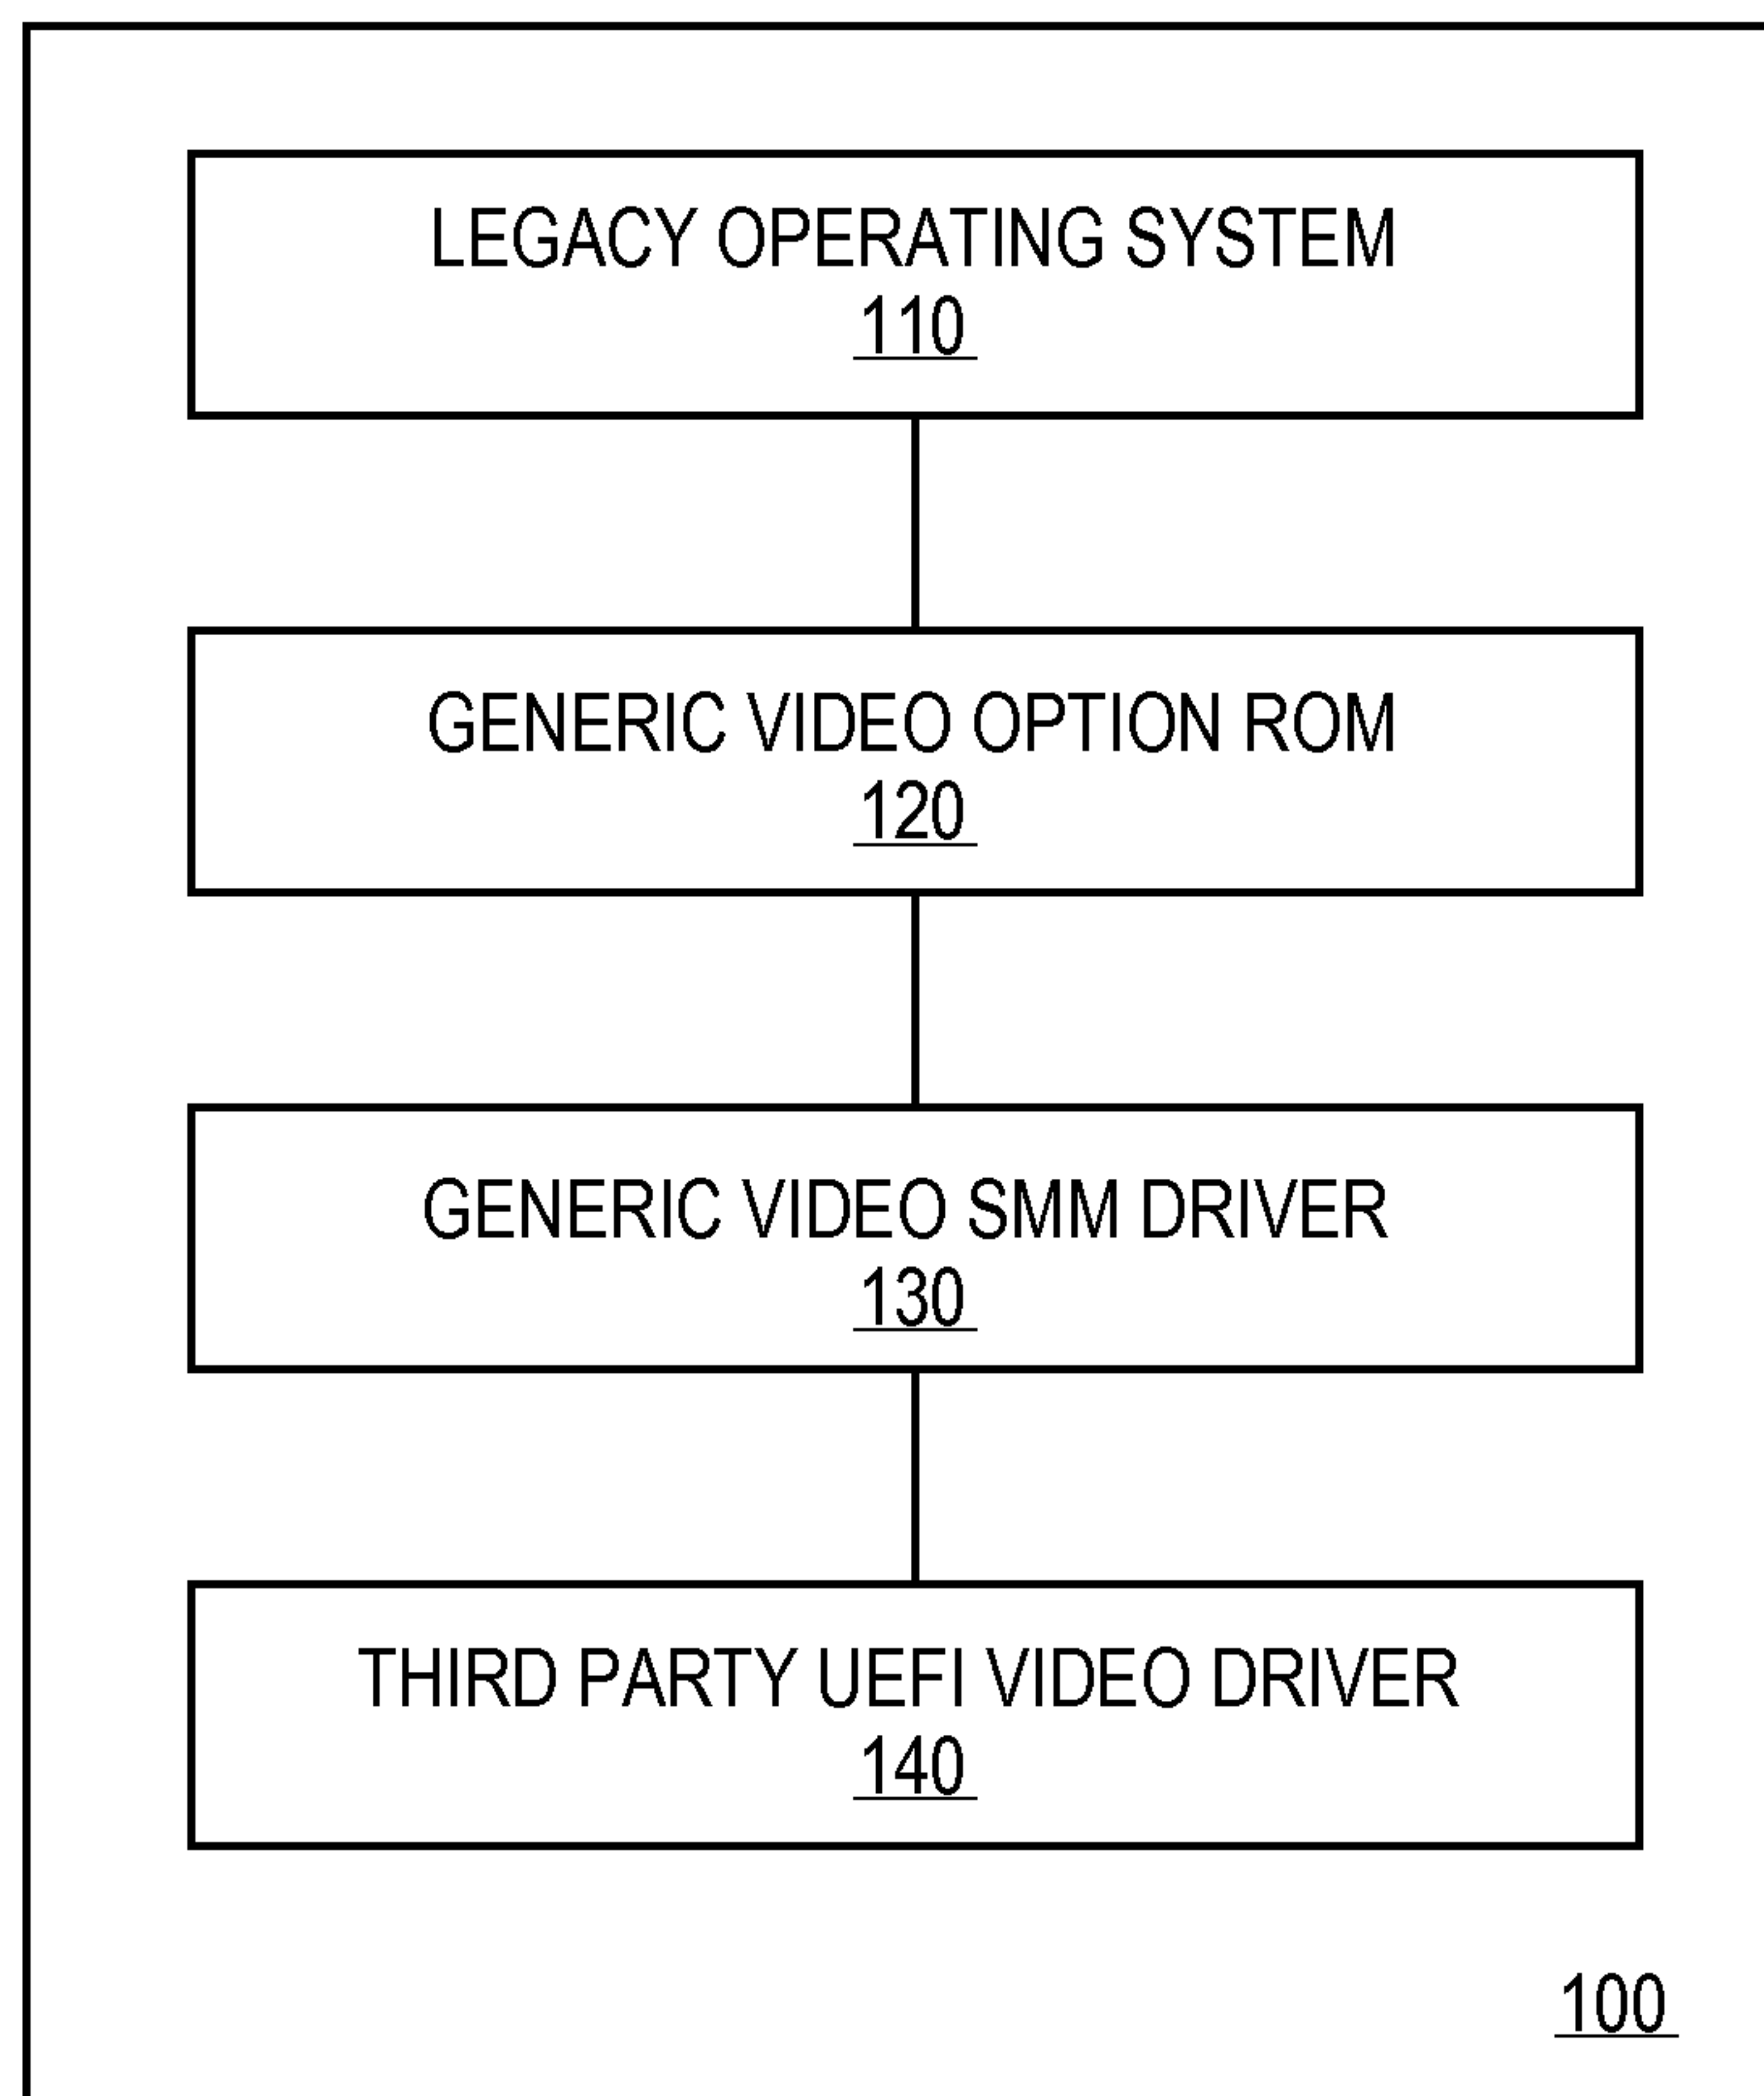 LEGACY OPERATING SYSTEM
110
GENERIC VIDEO OPTION ROM
120
GENERIC VIDEO SMM DRIVER
130
THIRD PARTY UEFI VIDEO DRIVER
140
100